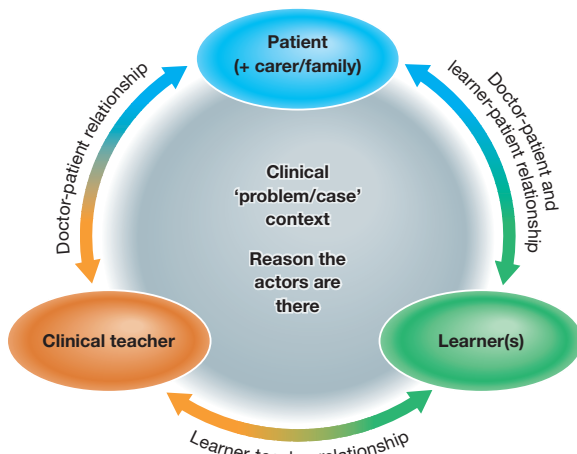 Patient
(+ carer/family)
Doctor-patient relationship
Doctor-patient and
learner-patient relationship
Clinical
‘problem/case’
context
Reason the
actors are
there
Clinical teacher
Learner(s)
Learner-teacher relationship